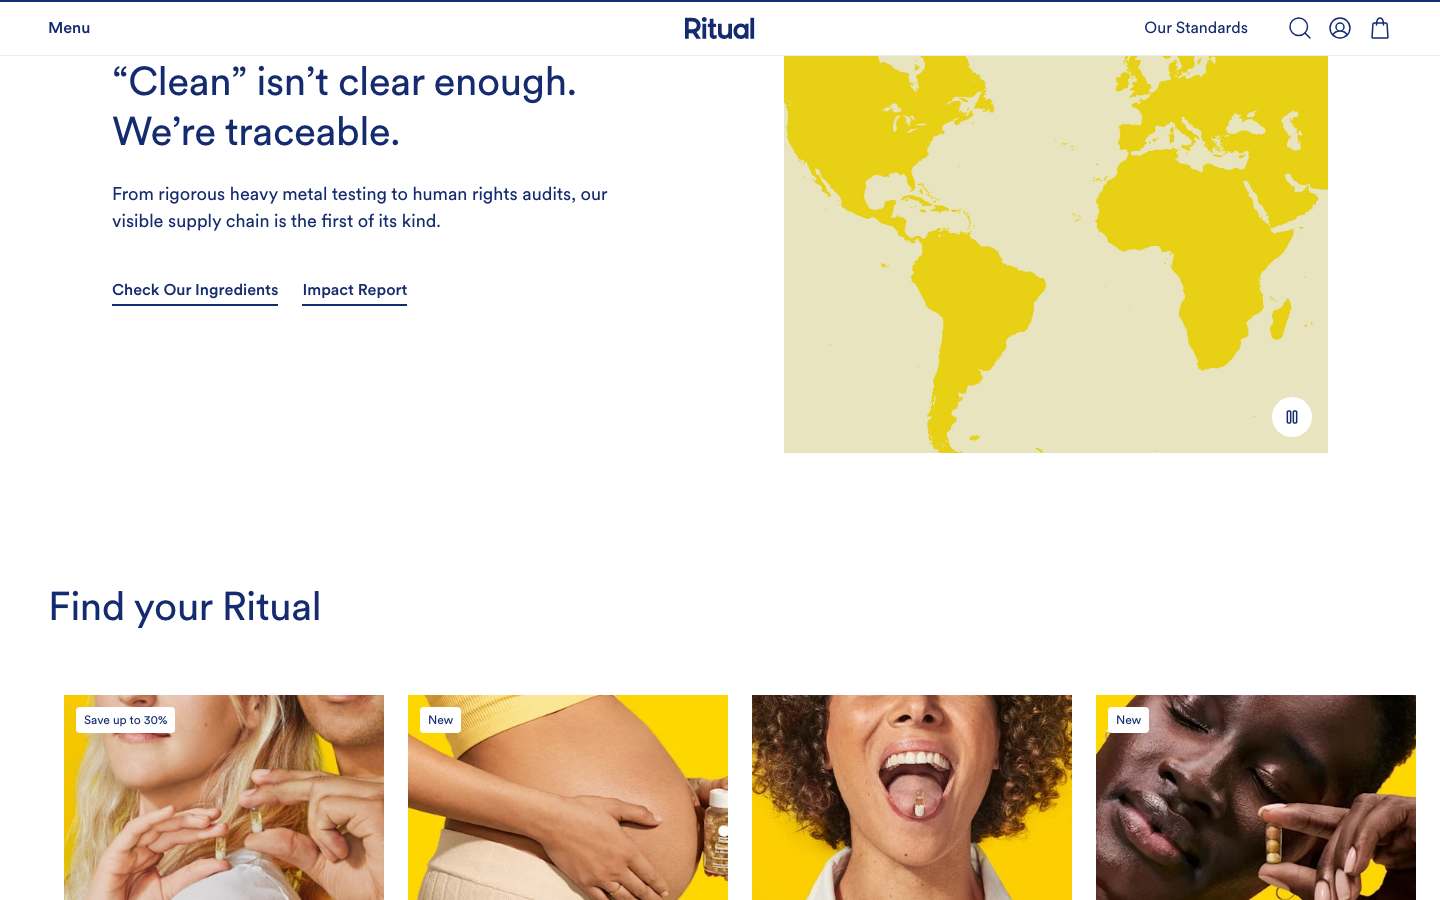 Menu
Ritual
Our Standards
“Clean” isn’t clear enough.
We’re traceable.
From rigorous heavy metal testing to human rights audits, our
visible supply chain is the first of its kind.
Check Our Ingredients
Impact Report
Find your Ritual
Save up to 30%
New
New